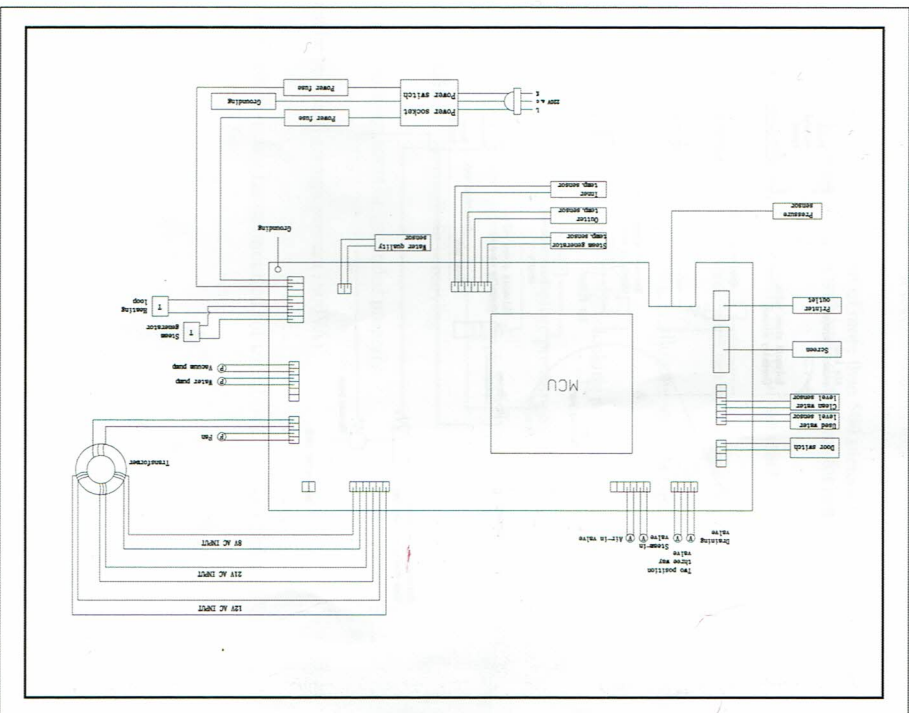 12V AC INPUT
21V AC INPUT
8V AC INPUT
Two position
three way
valve
Draining
valve
Steam-in
valve
Air-in valve
Transformer
Door switch
Used water
level sensor
Clean water
level sensor
Fan
P
Water pump
P
Vacuum pump
P
MCU
Screen
Printer
outlet
Steam
generator
T
Heating
loop
T
Grounding
Water quality
sensor
Steam generator
temp. sensor
Outter
temp. sensor
Inner
temp. sensor
Pressure
sensor
Power fuse
Grounding
Power fuse
Power socket
Power switch
L
220V a.c